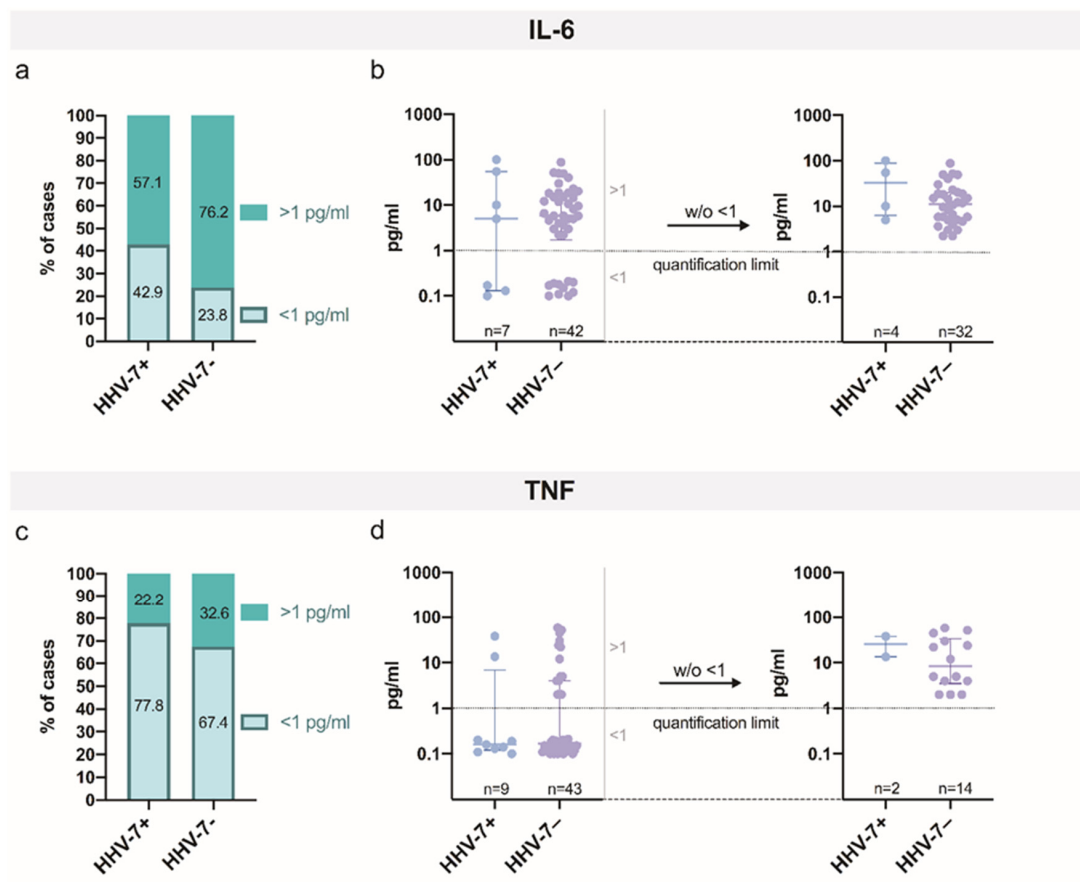 IL-6
a
b
% of cases
100
90
80
70
60
50
40
30
20
10
0
57.1
42.9
76.2
23.8
>1 pg/ml
<1 pg/ml
HHV-7+
HHV-7-
pg/ml
1000
100
10
1
0.1
n=7
n=42
HHV-7+
HHV-7–
>1
<1
w/o <1
quantification limit
pg/ml
1000
100
10
1
0.1
n=4
n=32
HHV-7+
HHV-7–
TNF
c
d
% of cases
100
90
80
70
60
50
40
30
20
10
0
22.2
77.8
32.6
67.4
>1 pg/ml
<1 pg/ml
HHV-7+
HHV-7-
pg/ml
1000
100
10
1
0.1
n=9
n=43
HHV-7+
HHV-7–
>1
<1
w/o <1
quantification limit
pg/ml
1000
100
10
1
0.1
n=2
n=14
HHV-7+
HHV-7–